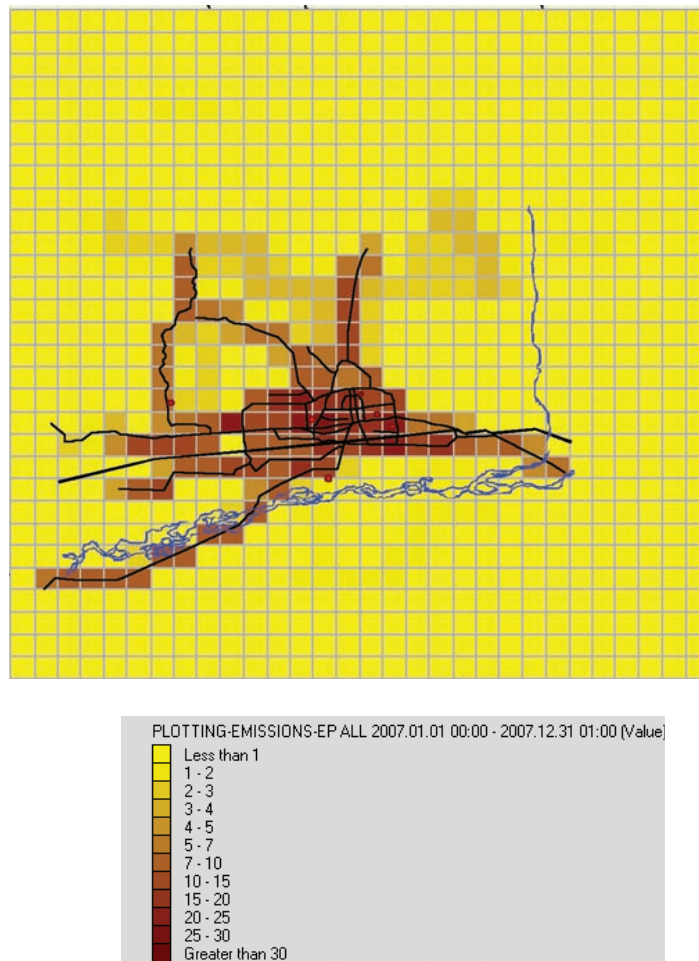 PLOTTING-EMISSIONS-EP ALL 2007.01.01 00:00 - 2007.12.31 01:00 (Value)
Less than 1
1 - 2
2 - 3
3 - 4
4 - 5
5 - 7
7 - 10
10 - 15
15 - 20
20 - 25
25 - 30
Greater than 30